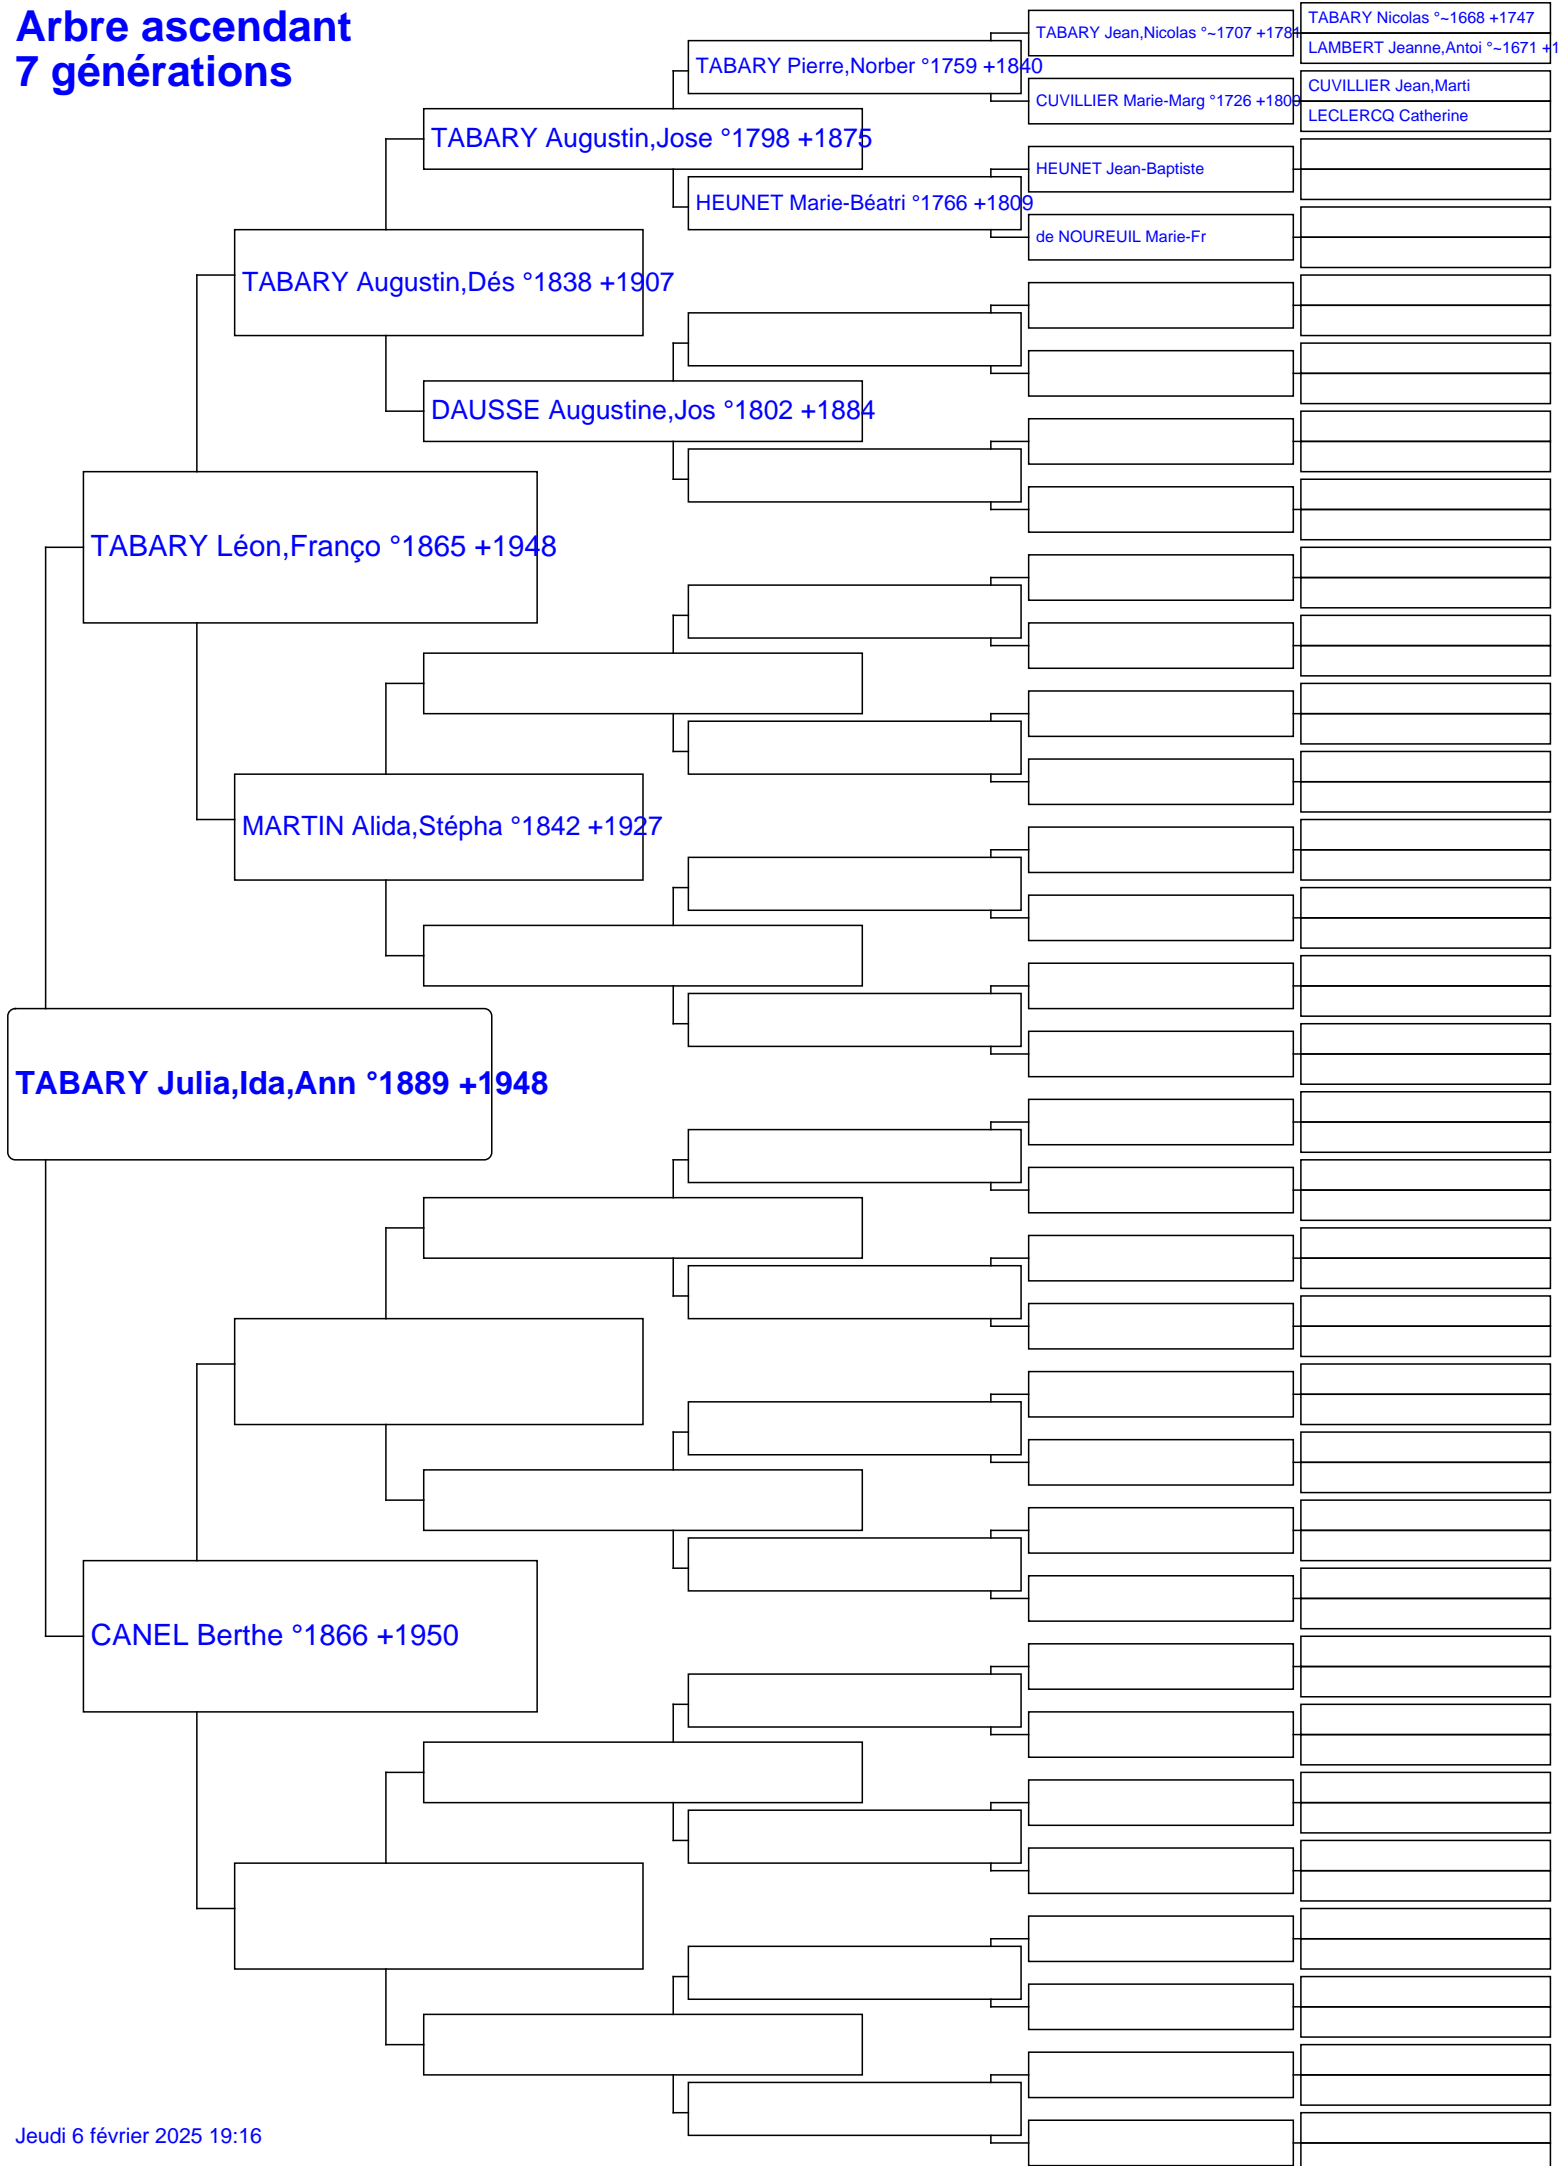 Arbre ascendant
7 générations
TABARY Nicolas °~1668 +1747
LAMBERT Jeanne,Antoi °~1671 +1
TABARY Jean,Nicolas °~1707 +1781
TABARY Pierre,Norber °1759 +1840
CUVILLIER Jean,Marti
CUVILLIER Marie-Marg °1726 +1809
LECLERCQ Catherine
TABARY Augustin,Jose °1798 +1875
HEUNET Jean-Baptiste
HEUNET Marie-Béatri °1766 +1809
de NOUREUIL Marie-Fr
TABARY Augustin,Dés °1838 +1907
DAUSSE Augustine,Jos °1802 +1884
TABARY Léon,Franço °1865 +1948
MARTIN Alida,Stépha °1842 +1927
TABARY Julia,Ida,Ann °1889 +1948
CANEL Berthe °1866 +1950
Jeudi 6 février 2025 19:16